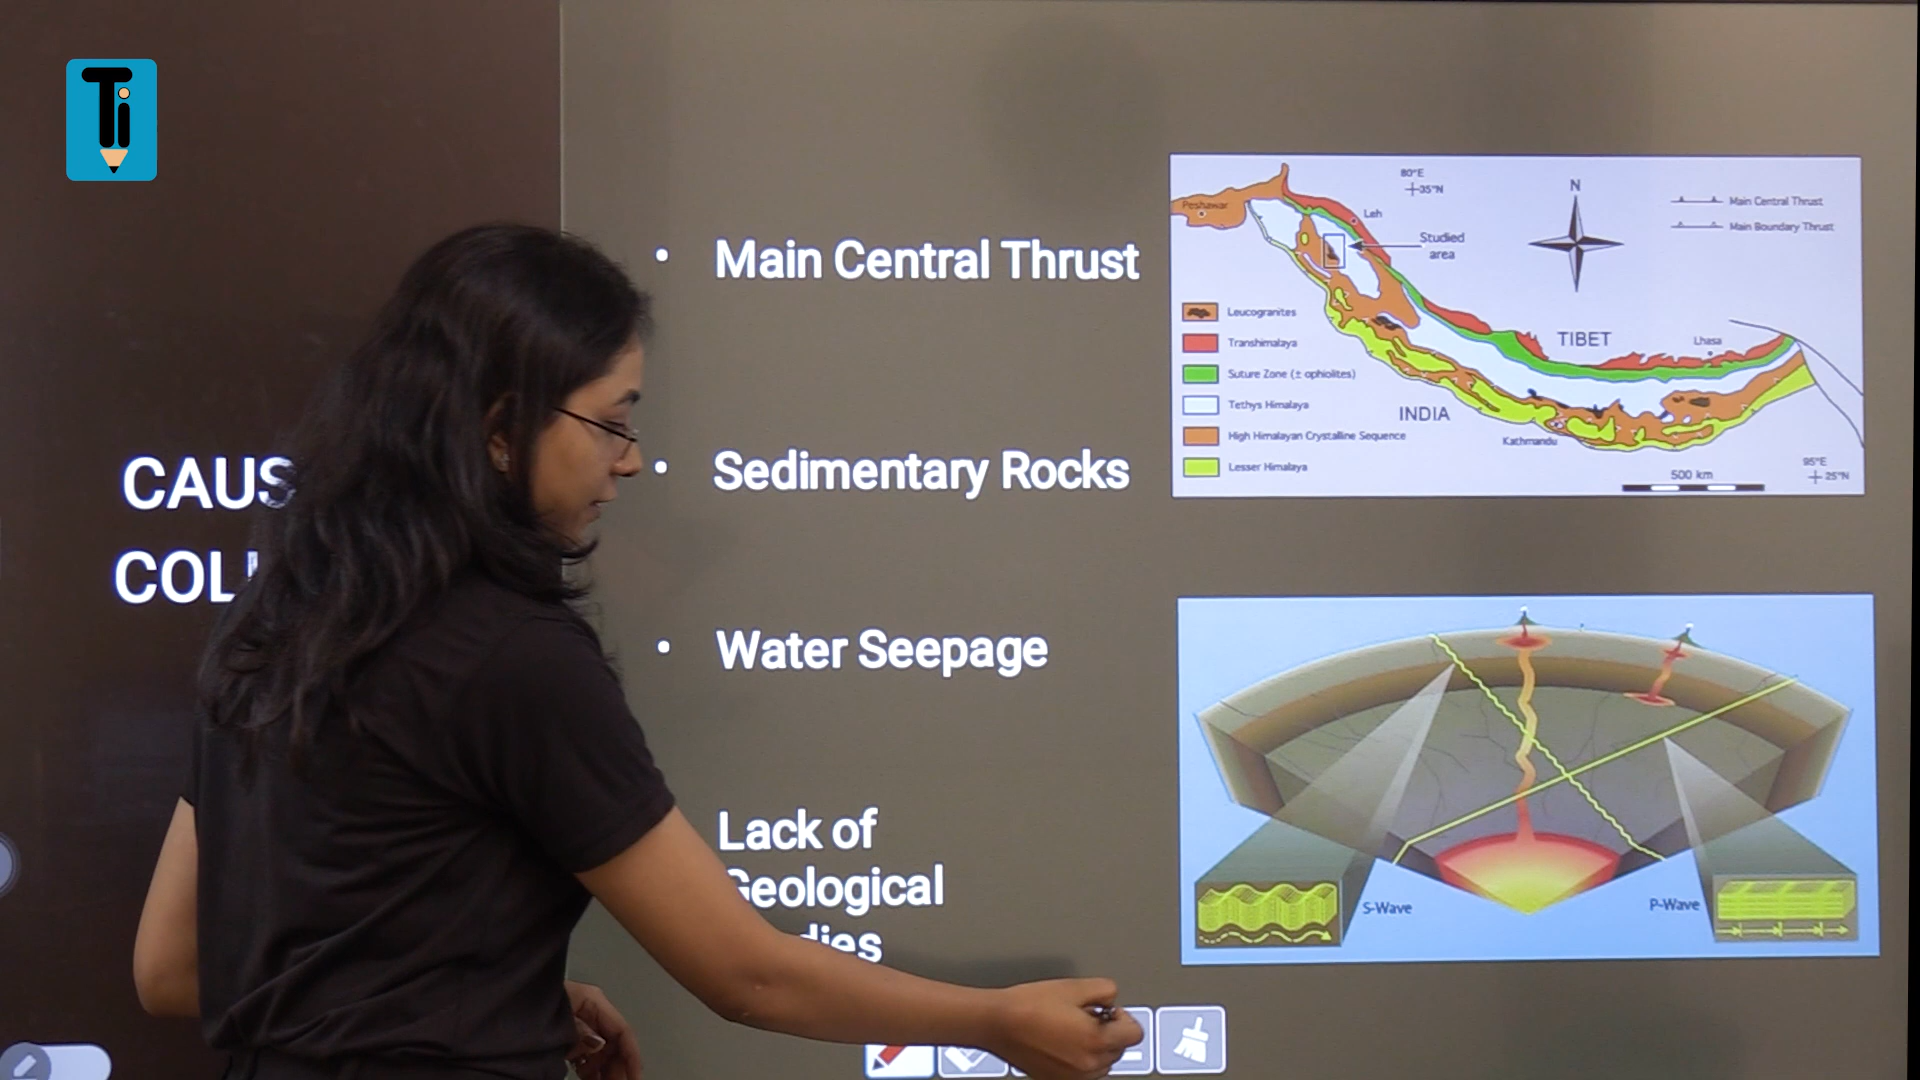 Ti
CAUS
COL
Main Central Thrust
Sedimentary Rocks
Water Seepage
Lack of
Geological
dies
Peshawar
80°E
35°N
Leh
Studied
area
N
Main Central Thrust
Main Boundary Thrust
Leucogranites
Transhimalaya
Suture Zone (± ophiolites)
Tethys Himalaya
High Himalayan Crystalline Sequence
Lesser Himalaya
TIBET
Lhasa
INDIA
Kathmandu
500 km
95°E
25°N
S-Wave
P-Wave